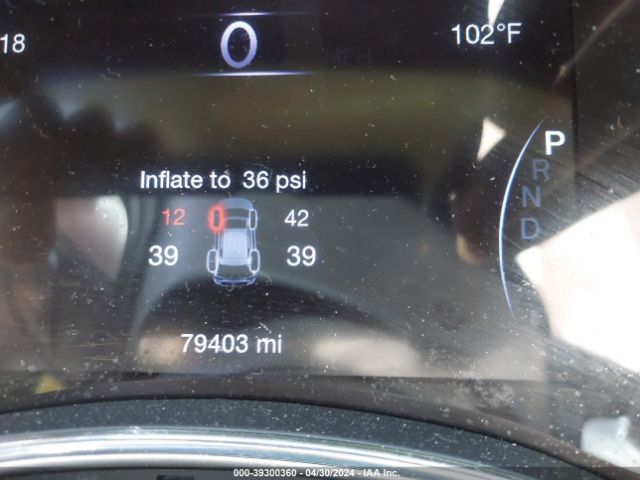 18 0 102°F
MPH
P
Inflate to 36 psi
R
12 42
N
D
39 39
79403 mi
000-39300360 - 04/30/2024 - IAA Inc.